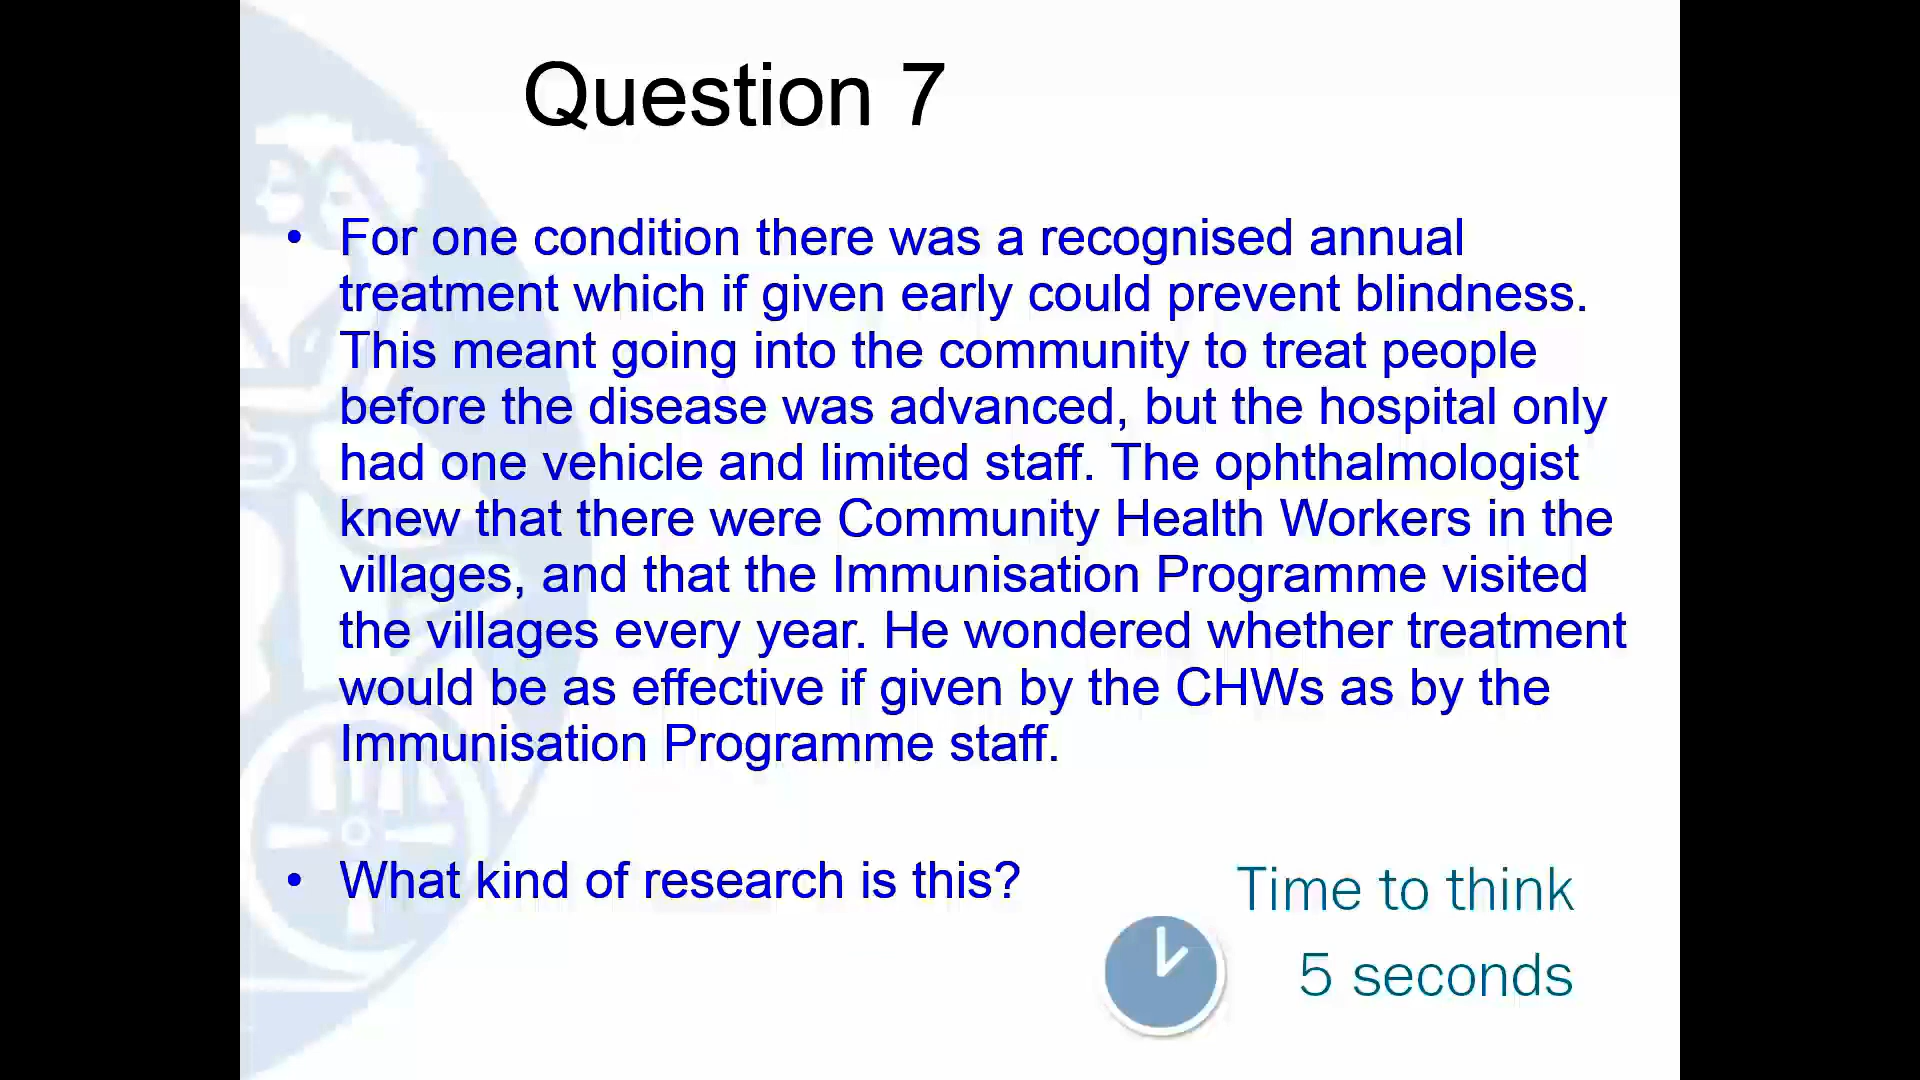 Question 7
• For one condition there was a recognised annual
treatment which if given early could prevent blindness.
This meant going into the community to treat people
before the disease was advanced, but the hospital only
had one vehicle and limited staff. The ophthalmologist
knew that there were Community Health Workers in the
villages, and that the Immunisation Programme visited
the villages every year. He wondered whether treatment
would be as effective if given by the CHWs as by the
Immunisation Programme staff.
• What kind of research is this?
Time to think
5 seconds